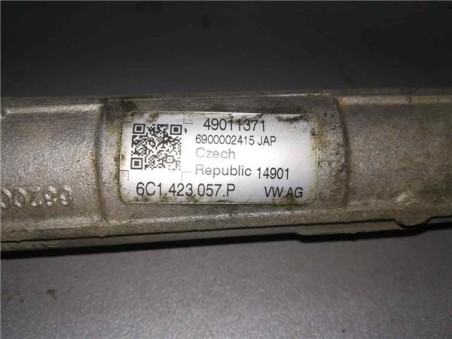 49011371
6900002415 JAP
Czech
Republic 14901
6C1 423 057.P VW AG